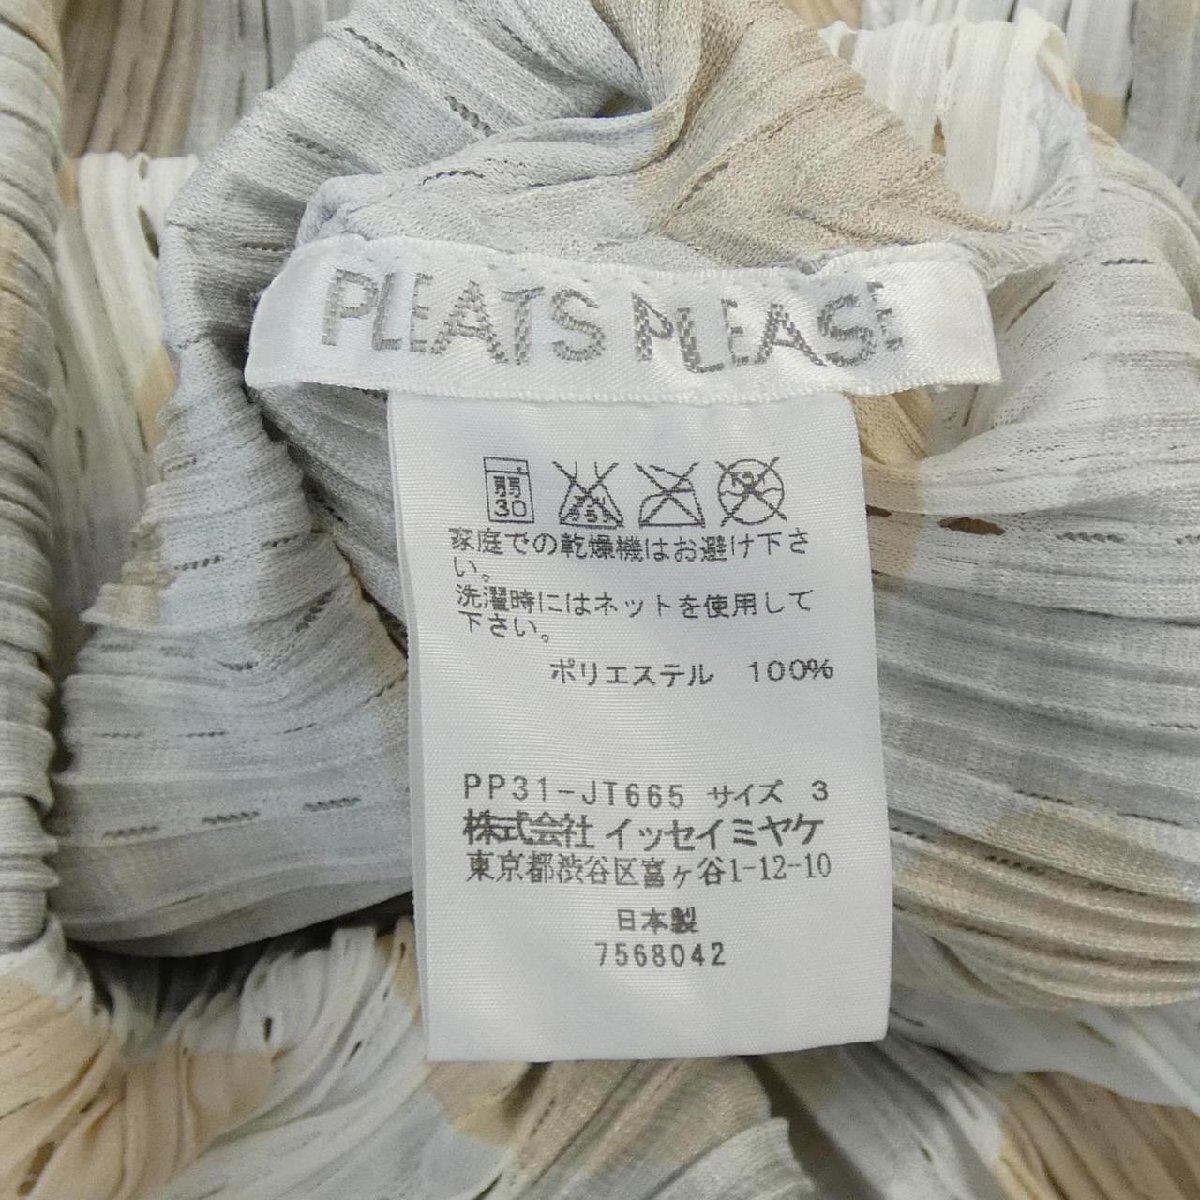 PLEATS PLEASE
弱
30
家庭での乾燥機はお避け下さ
い。
洗濯時にはネットを使用して
下さい。
ポリエステル 100%
PP31-JT665 サイズ 3
株式会社 イッセイミヤケ
東京都渋谷区富ヶ谷1-12-10
日本製
7568042